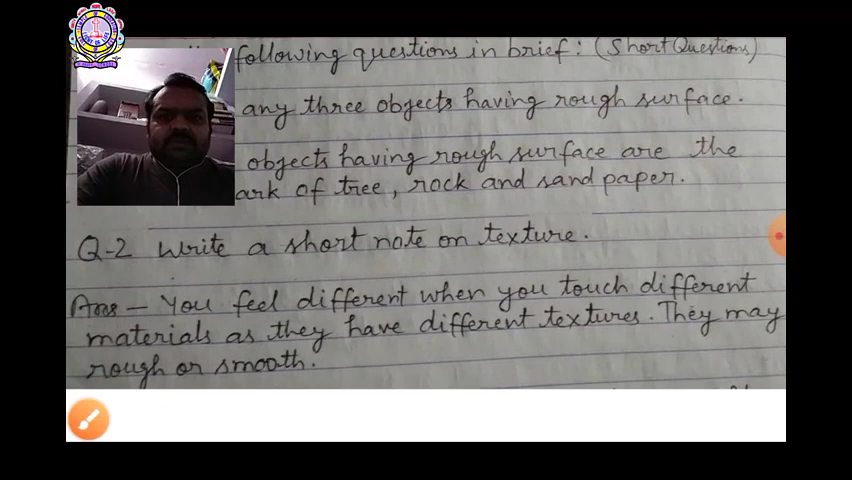 following questions in brief: (Short Questions)
any three objects having rough surface.
objects having rough surface are the
ark of tree, rock and sand paper.
Q-2 Write a short note on texture.
Ans - You feel different when you touch different
materials as they have different textures. They may
rough or smooth.